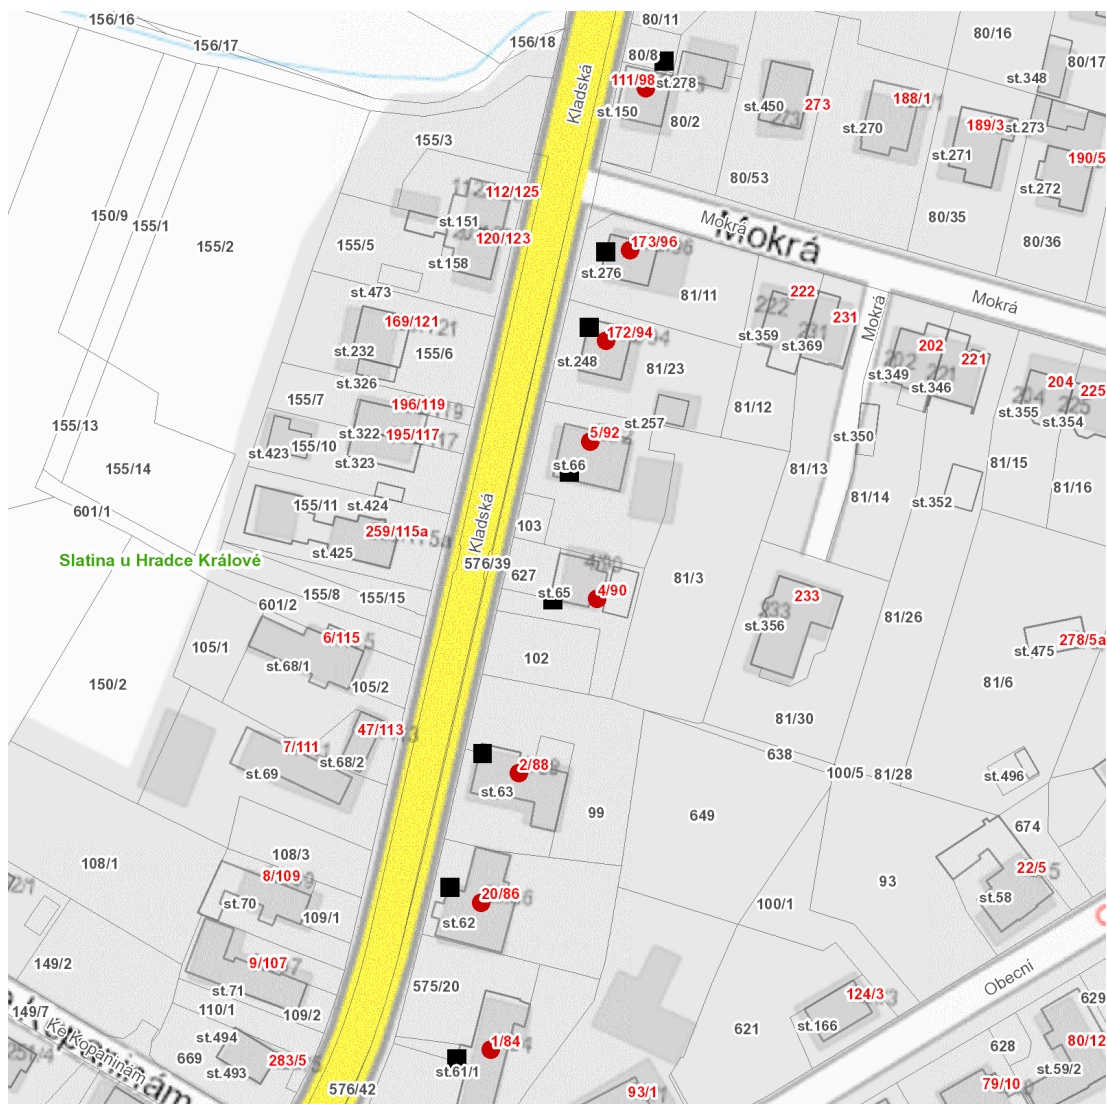 156/16
80/11
80/16
156/17
156/18
80/8
80/17
st.348
111/98
st.278
Kladská
st.450
273
188/1
st.150
80/2
st.270
189/3
st.273
155/3
st.271
190/5
80/53
112/125
st.272
150/9
155/1
st.151
80/35
Mokrá
Mokrá
155/2
155/5
120/123
173/96
80/36
st.158
st.276
81/11
st.473
222
222
Mokrá
169/121
231
231
Mokrá
172/94
st.359
st.369
202
202
221
221
st.232
155/6
st.248
81/23
st.349
st.346
204
204
225
225
st.326
155/7
196/119
81/12
st.355
st.354
155/13
st.322
195/117
5/92
st.257
st.350
st.423
155/10
st.323
st.66
81/13
81/15
155/14
81/14
81/16
601/1
155/11
st.424
st.352
259/115a
103
st.425
Kladská
Slatina u Hradce Králové
576/39
627
81/3
155/8
155/15
st.65
4/90
233
233
601/2
81/26
st.356
6/115
105/1
st.68/1
278/5a
st.475
102
150/2
105/2
81/6
81/30
47/113
7/111
638
st.69
st.68/2
2/88
100/5
81/28
st.496
st.63
99
649
674
108/1
108/3
8/109
22/5
93
20/86
st.58
st.70
109/1
st.62
100/1
149/2
9/107
Obecní
575/20
st.71
124/3
629
149/7
110/1
109/2
Ke Kopaninám
st.494
st.166
621
1/84
80/12
669
283/5
628
st.493
st.61/1
st.59/2
576/42
93/1
79/10